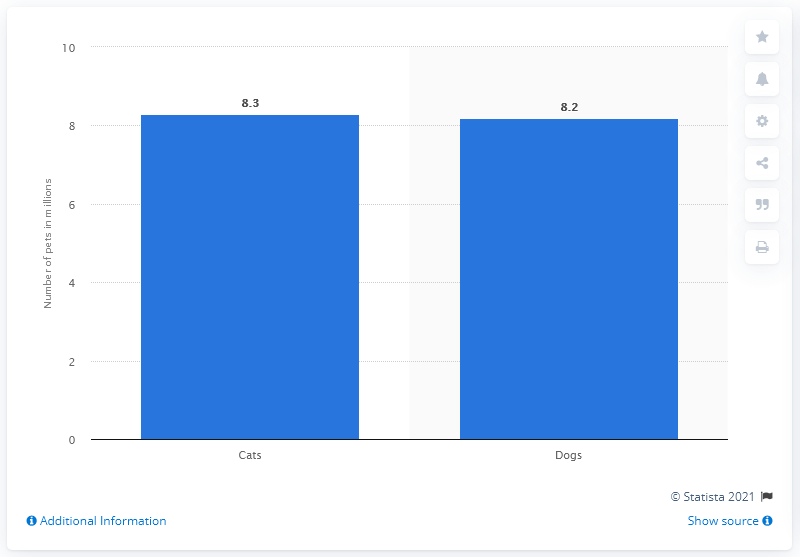 10
8
6
4
2
0
Number of pets in millions
8.3
8.2
Cats
Dogs
© Statista 2021
Additional Information
Show source